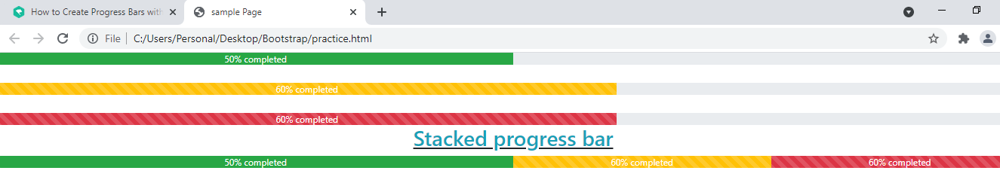 How to Create Progress Bars with
sample Page
File
C:/Users/Personal/Desktop/Bootstrap/practice.html
50% completed
60% completed
60% completed
Stacked progress bar
50% completed 60% completed 60% completed